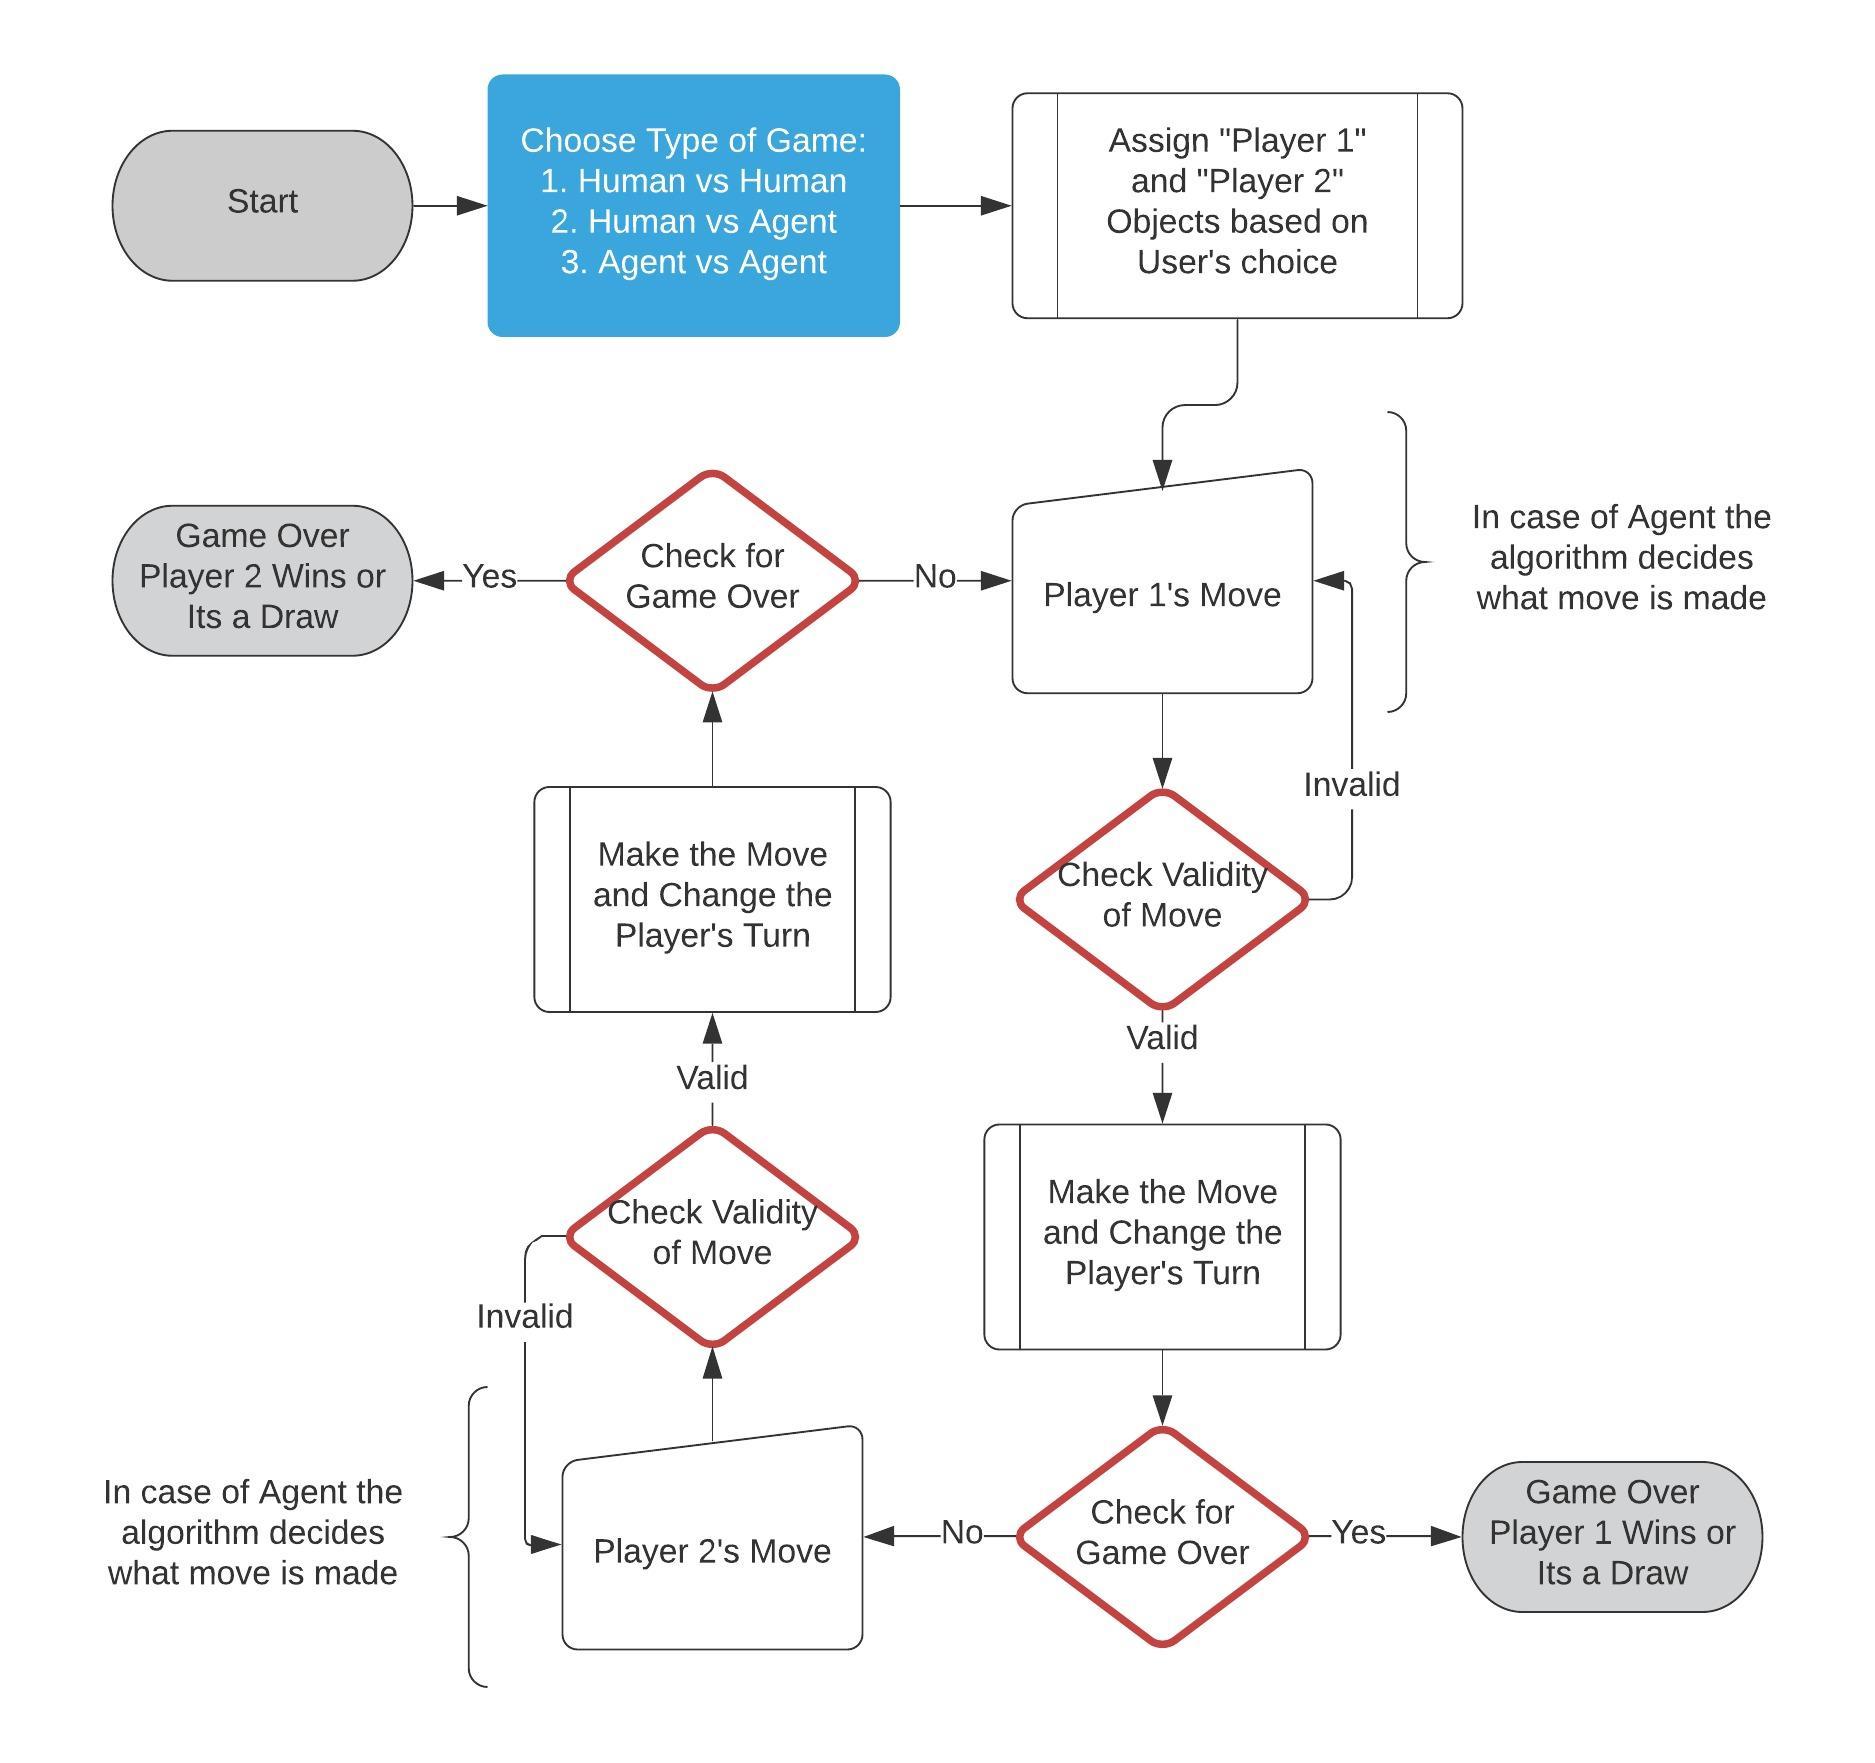 Start
Choose Type of Game:
1. Human vs Human
2. Human vs Agent
3. Agent vs Agent
Assign "Player 1"
and "Player 2"
Objects based on
User's choice
Game Over
Player 2 Wins or
Its a Draw
Yes
Check for
Game Over
No
Player 1's Move
In case of Agent the
algorithm decides
what move is made
Invalid
Make the Move
and Change the
Player's Turn
Check Validity
of Move
Valid
Valid
Check Validity
of Move
Invalid
Make the Move
and Change the
Player's Turn
In case of Agent the
algorithm decides
what move is made
Player 2's Move
No
Check for
Game Over
Yes
Game Over
Player 1 Wins or
Its a Draw